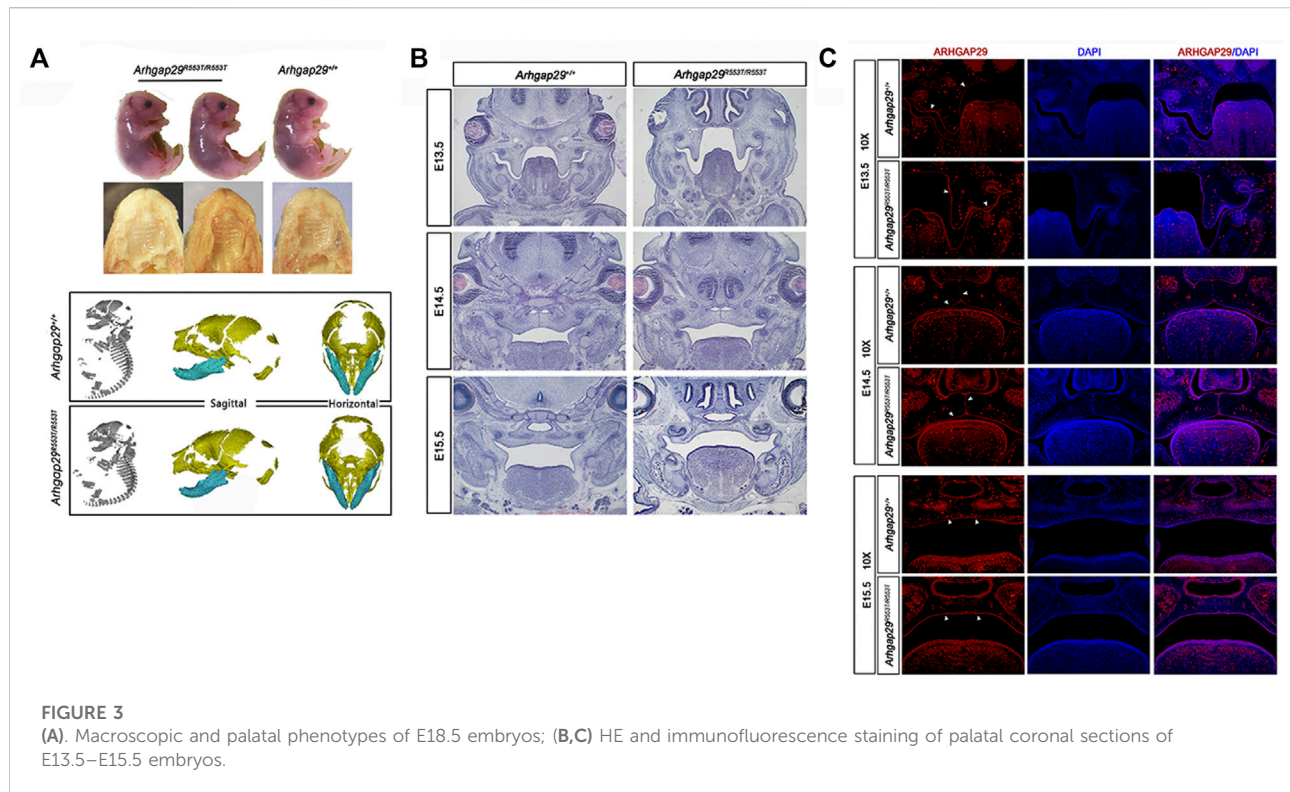 A
Arhgap29R553T/R553T
Arhgap29+/+
Arhgap29+/+
Sagittal
Horizontal
Arhgap29R553T/R553T
B
Arhgap29+/+
Arhgap29R553T/R553T
E13.5
E14.5
E15.5
C
ARHGAP29
DAPI
ARHGAP29/DAPI
E13.5 10X
Arhgap29+/+
Arhgap29R553T/R553T
E14.5 10X
Arhgap29+/+
Arhgap29R553T/R553T
E15.5 10X
Arhgap29+/+
Arhgap29R553T/R553T
FIGURE 3
(A). Macroscopic and palatal phenotypes of E18.5 embryos; (B,C) HE and immunofluorescence staining of palatal coronal sections of
E13.5–E15.5 embryos.